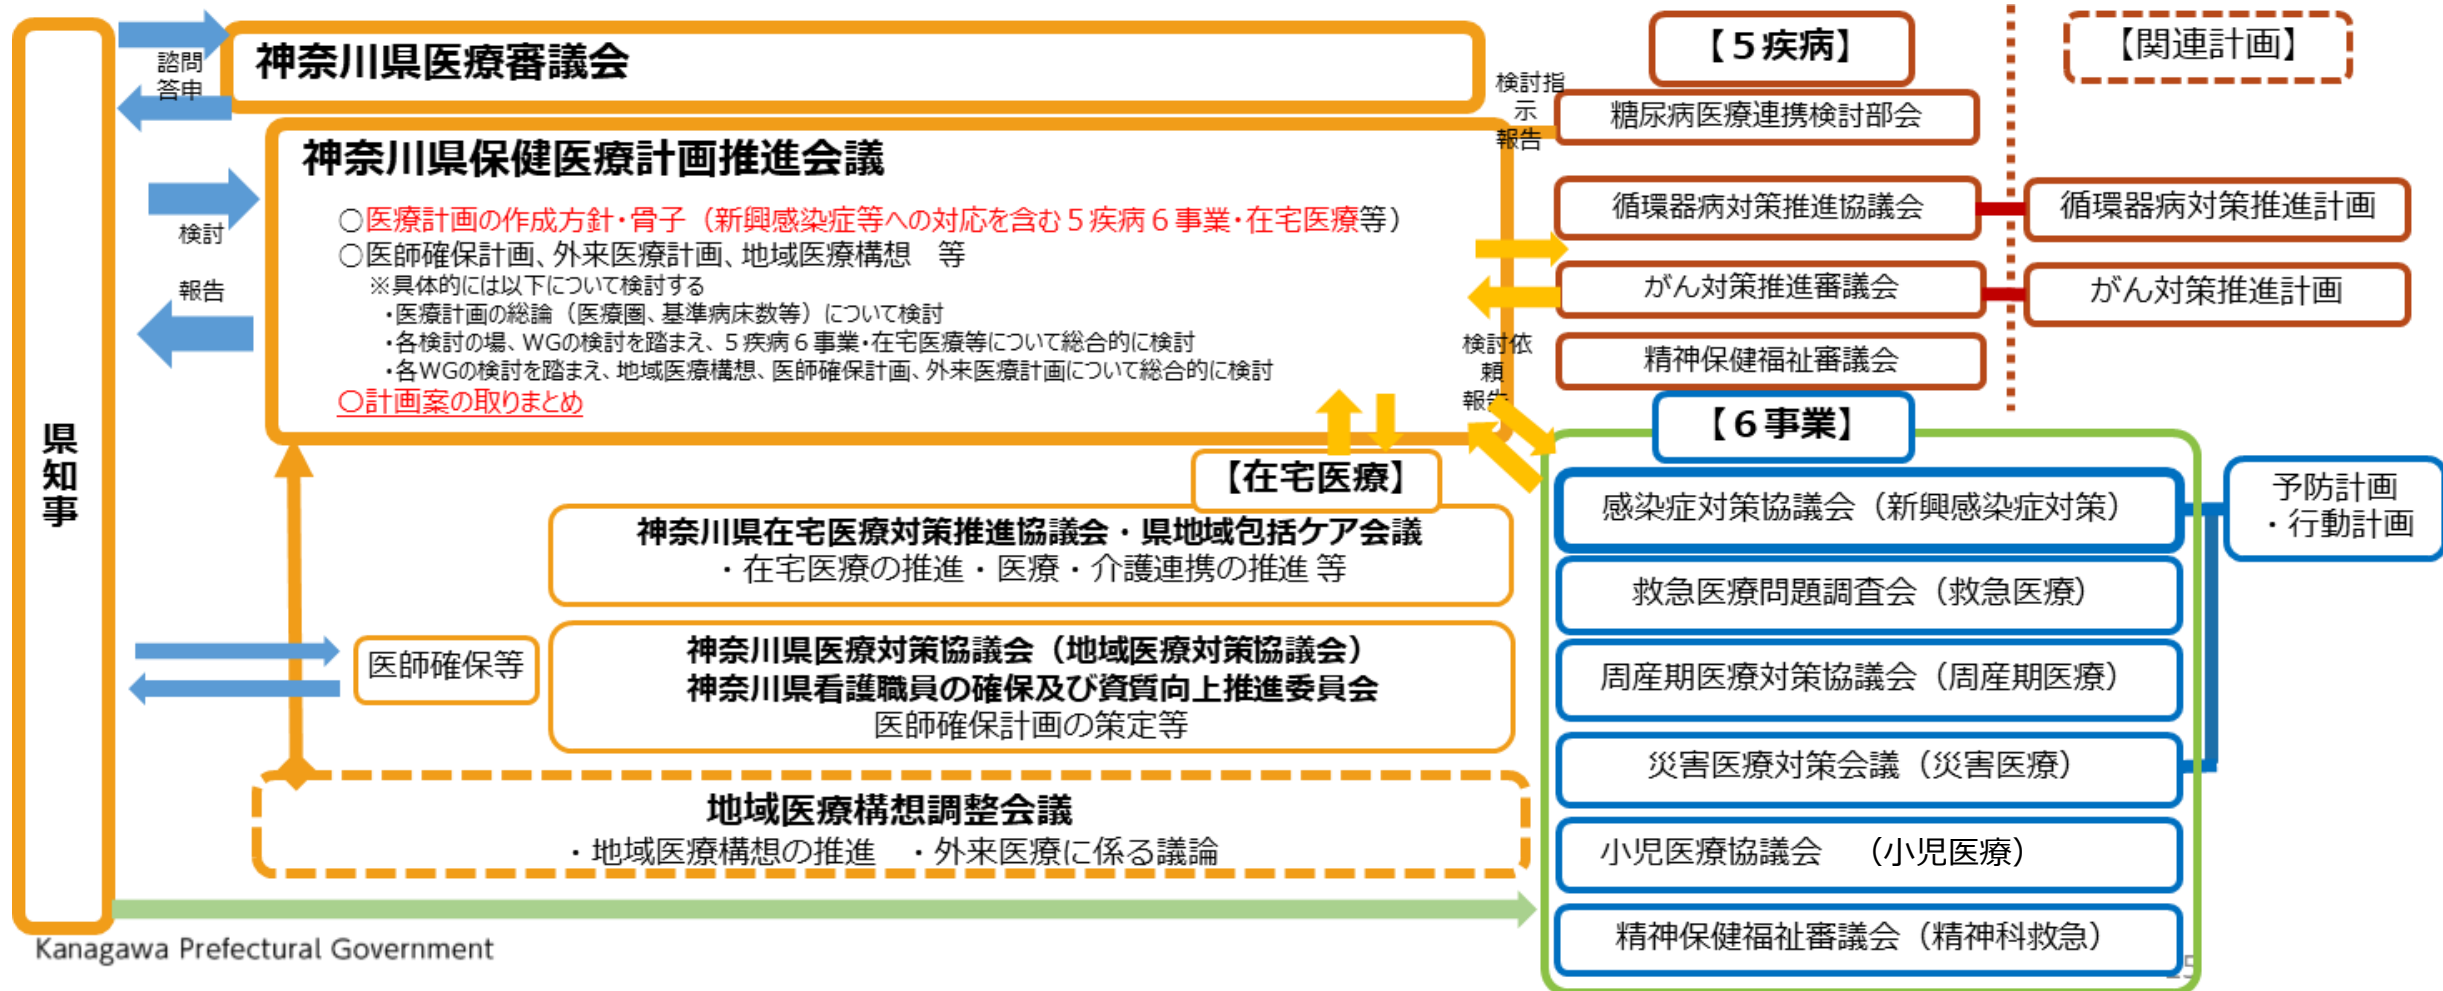 県知事
諮問
答申
神奈川県医療審議会
検討
報告
神奈川県保健医療計画推進会議
○医療計画の作成方針・骨子（新興感染症等への対応を含む５疾病６事業・在宅医療等）
○医師確保計画、外来医療計画、地域医療構想　等
※具体的には以下について検討する
・医療計画の総論（医療圏、基準病床数等）について検討
・各検討の場、WGの検討を踏まえ、５疾病６事業・在宅医療等について総合的に検討
・各WGの検討を踏まえ、地域医療構想、医師確保計画、外来医療計画について総合的に検討
○計画案の取りまとめ
検討指
示
報告
検討依
頼
報告
【５疾病】
糖尿病医療連携検討部会
循環器病対策推進協議会
がん対策推進審議会
精神保健福祉審議会
【関連計画】
循環器病対策推進計画
がん対策推進計画
【在宅医療】
神奈川県在宅医療対策推進協議会・県地域包括ケア会議
・在宅医療の推進・医療・介護連携の推進 等
医師確保等
神奈川県医療対策協議会（地域医療対策協議会）
神奈川県看護職員の確保及び資質向上推進委員会
医師確保計画の策定等
地域医療構想調整会議
・地域医療構想の推進　・外来医療に係る議論
【６事業】
感染症対策協議会（新興感染症対策）
救急医療問題調査会（救急医療）
周産期医療対策協議会（周産期医療）
災害医療対策会議（災害医療）
小児医療協議会　（小児医療）
精神保健福祉審議会（精神科救急）
予防計画
・行動計画
Kanagawa Prefectural Government